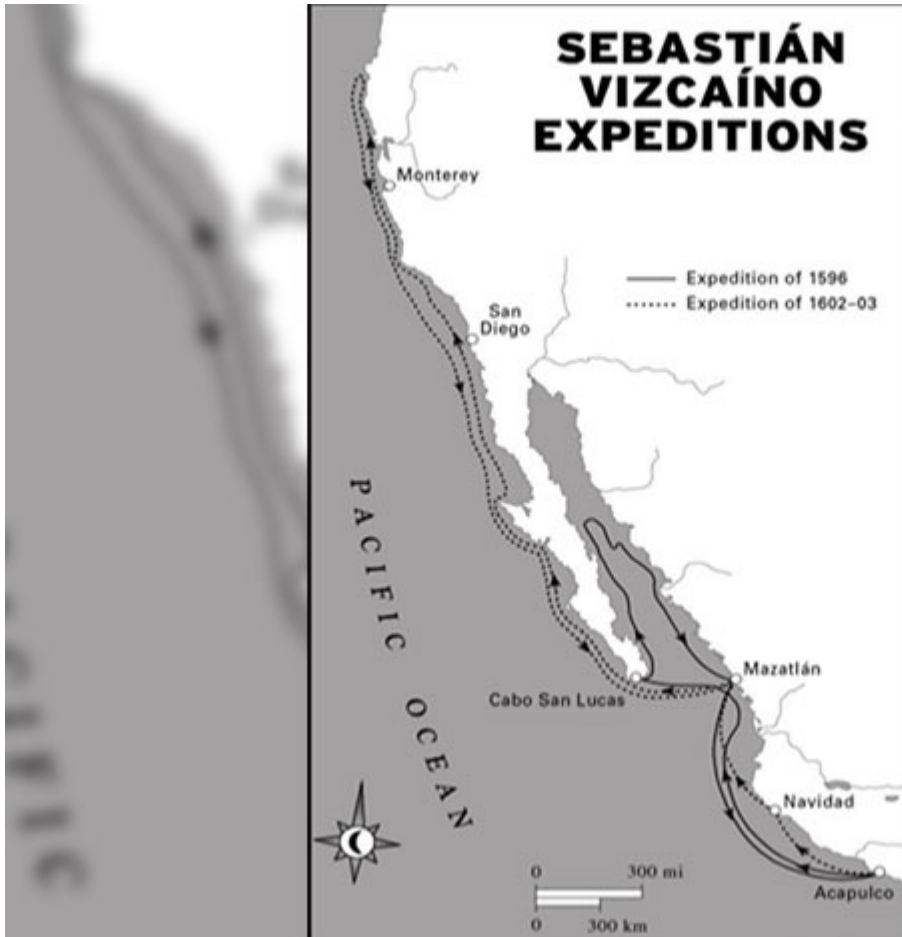 SEBASTIÁN
VIZCAÍNO
EXPEDITIONS
Monterey
Expedition of 1596
Expedition of 1602–03
San
Diego
PACIFIC OCEAN
Mazatlán
Cabo San Lucas
Navidad
Acapulco
0 300 mi
0 300 km